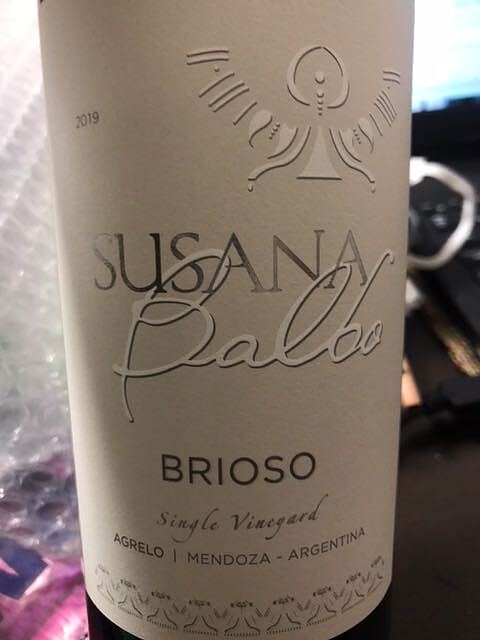 2019
SUSANA
Balbo
BRIOSO
Single Vineyard
AGRELO | MENDOZA - ARGENTINA